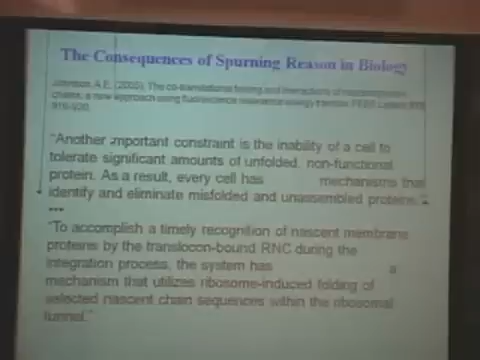 The Consequences of Spurning Reason in Biology
Johnson, A.E. (2005). The co-translational folding and interactions of nascent protein
chains: a new approach using fluorescence resonance energy transfer. FEBS Letters 579
916-920.
"Another important constraint is the inability of a cell to
tolerate significant amounts of unfolded, non-functional
protein. As a result, every cell has mechanisms that
identify and eliminate misfolded and unassembled proteins."
...
"To accomplish a timely recognition of nascent membrane
proteins by the translocon-bound RNC during the
integration process, the system has a
mechanism that utilizes ribosome-induced folding of
selected nascent chain sequences within the ribosomal
tunnel."